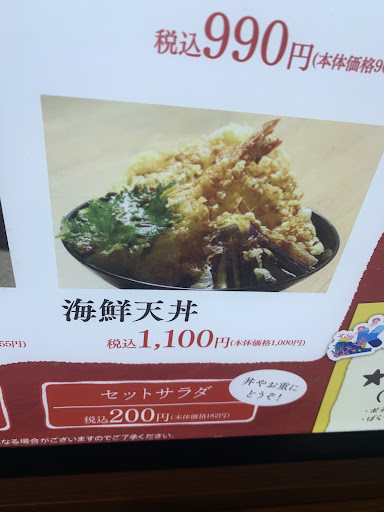 税込990円(本体価格90
海鮮天丼
税込1,100円(本体価格1,000円)
55円)
セットサラダ
税込200円(本体価格182円)
丼やお重に
どうぞ!
なる場合がございますのでご了承ください。